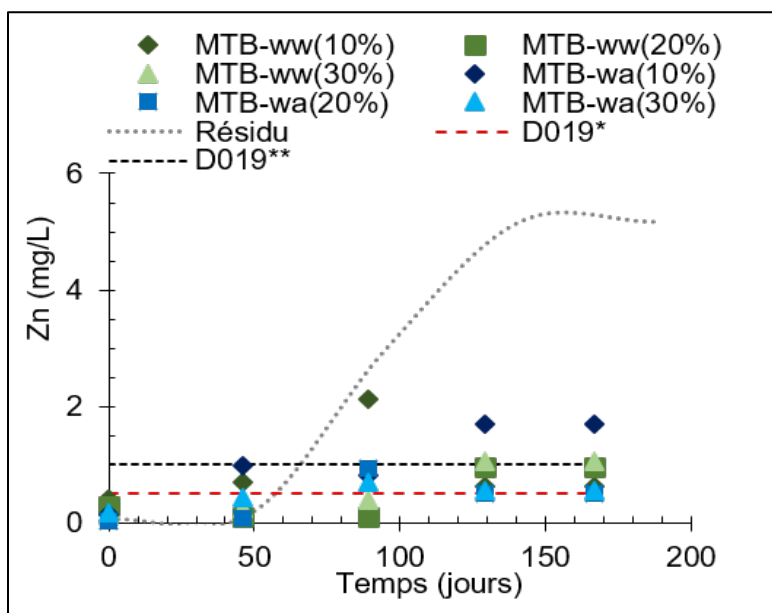 MTB-ww(10%) MTB-ww(20%)
MTB-ww(30%) MTB-wa(10%)
MTB-wa(20%) MTB-wa(30%)
Résidu D019*
D019**
6
4
2
0
Zn (mg/L)
0 50 100 150 200
Temps (jours)